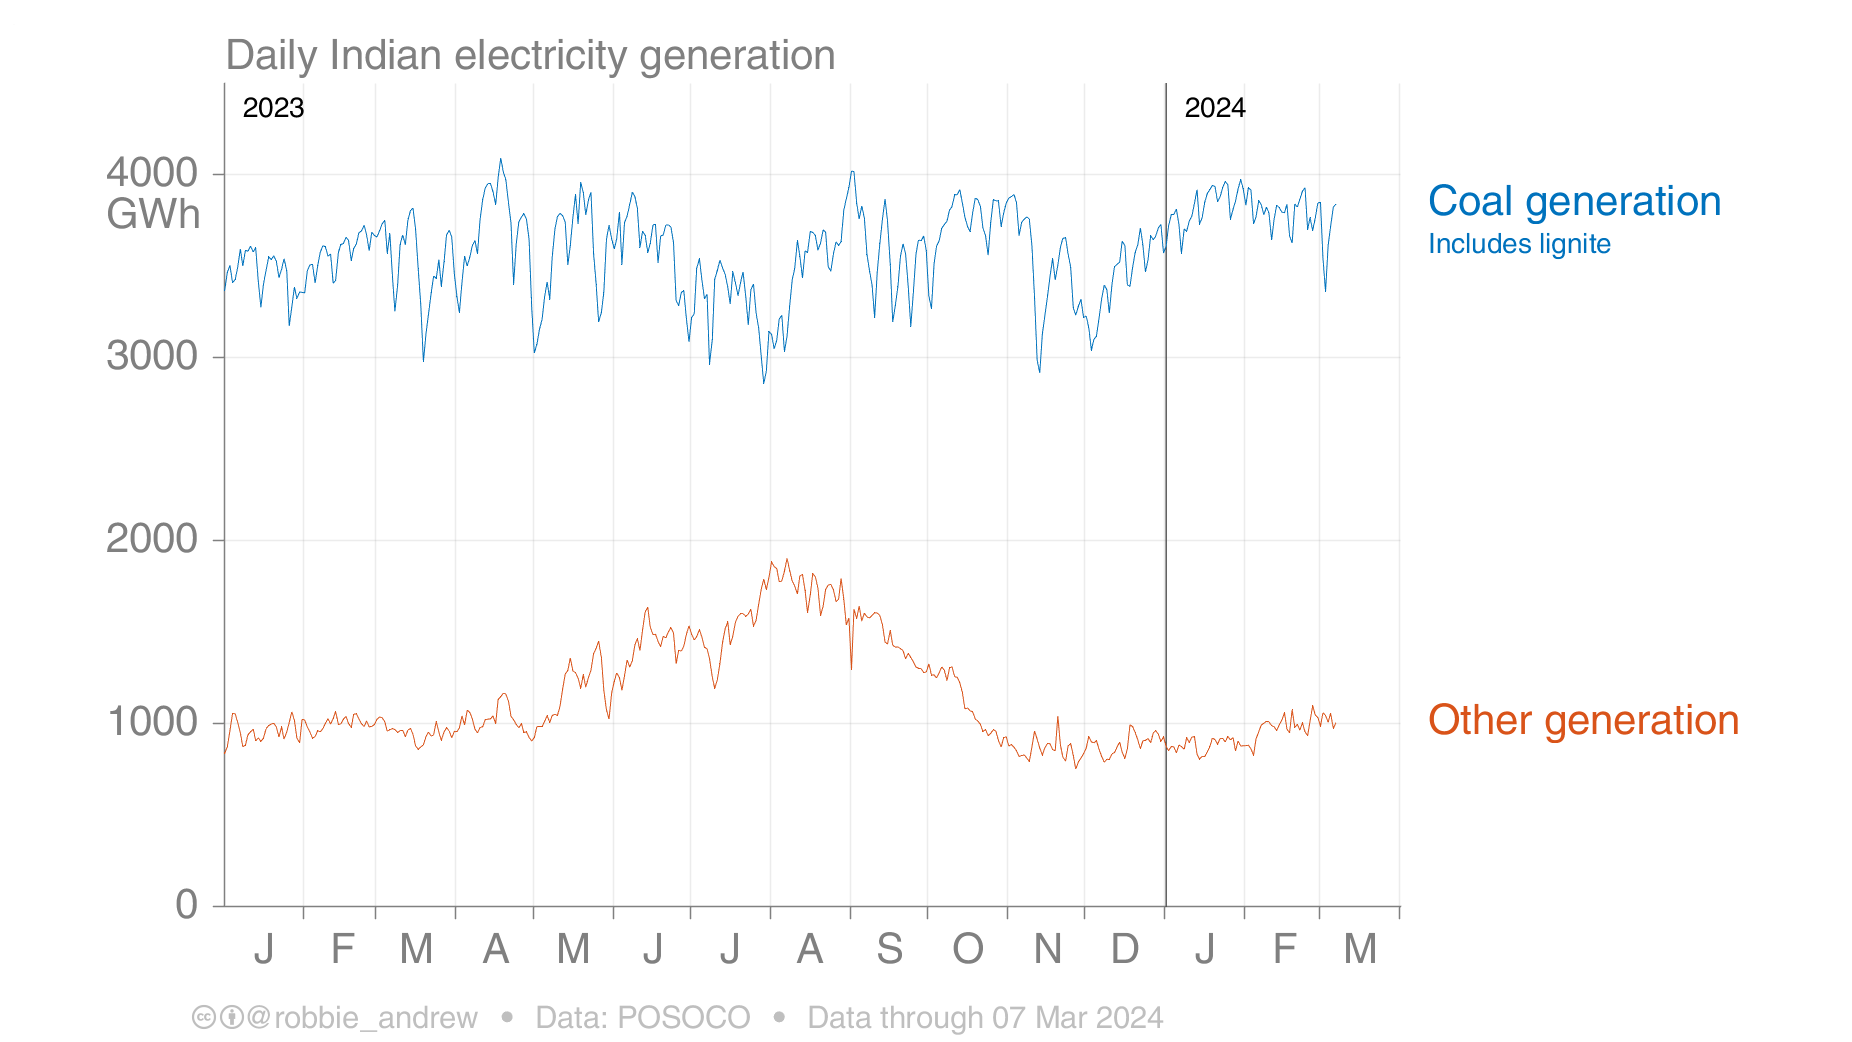 Daily Indian electricity generation
2023
2024
4000
GWh
3000
2000
1000
0
Coal generation
Includes lignite
Other generation
J F M A M J J A S O N D J F M
@robbie_andrew • Data: POSOCO • Data through 07 Mar 2024